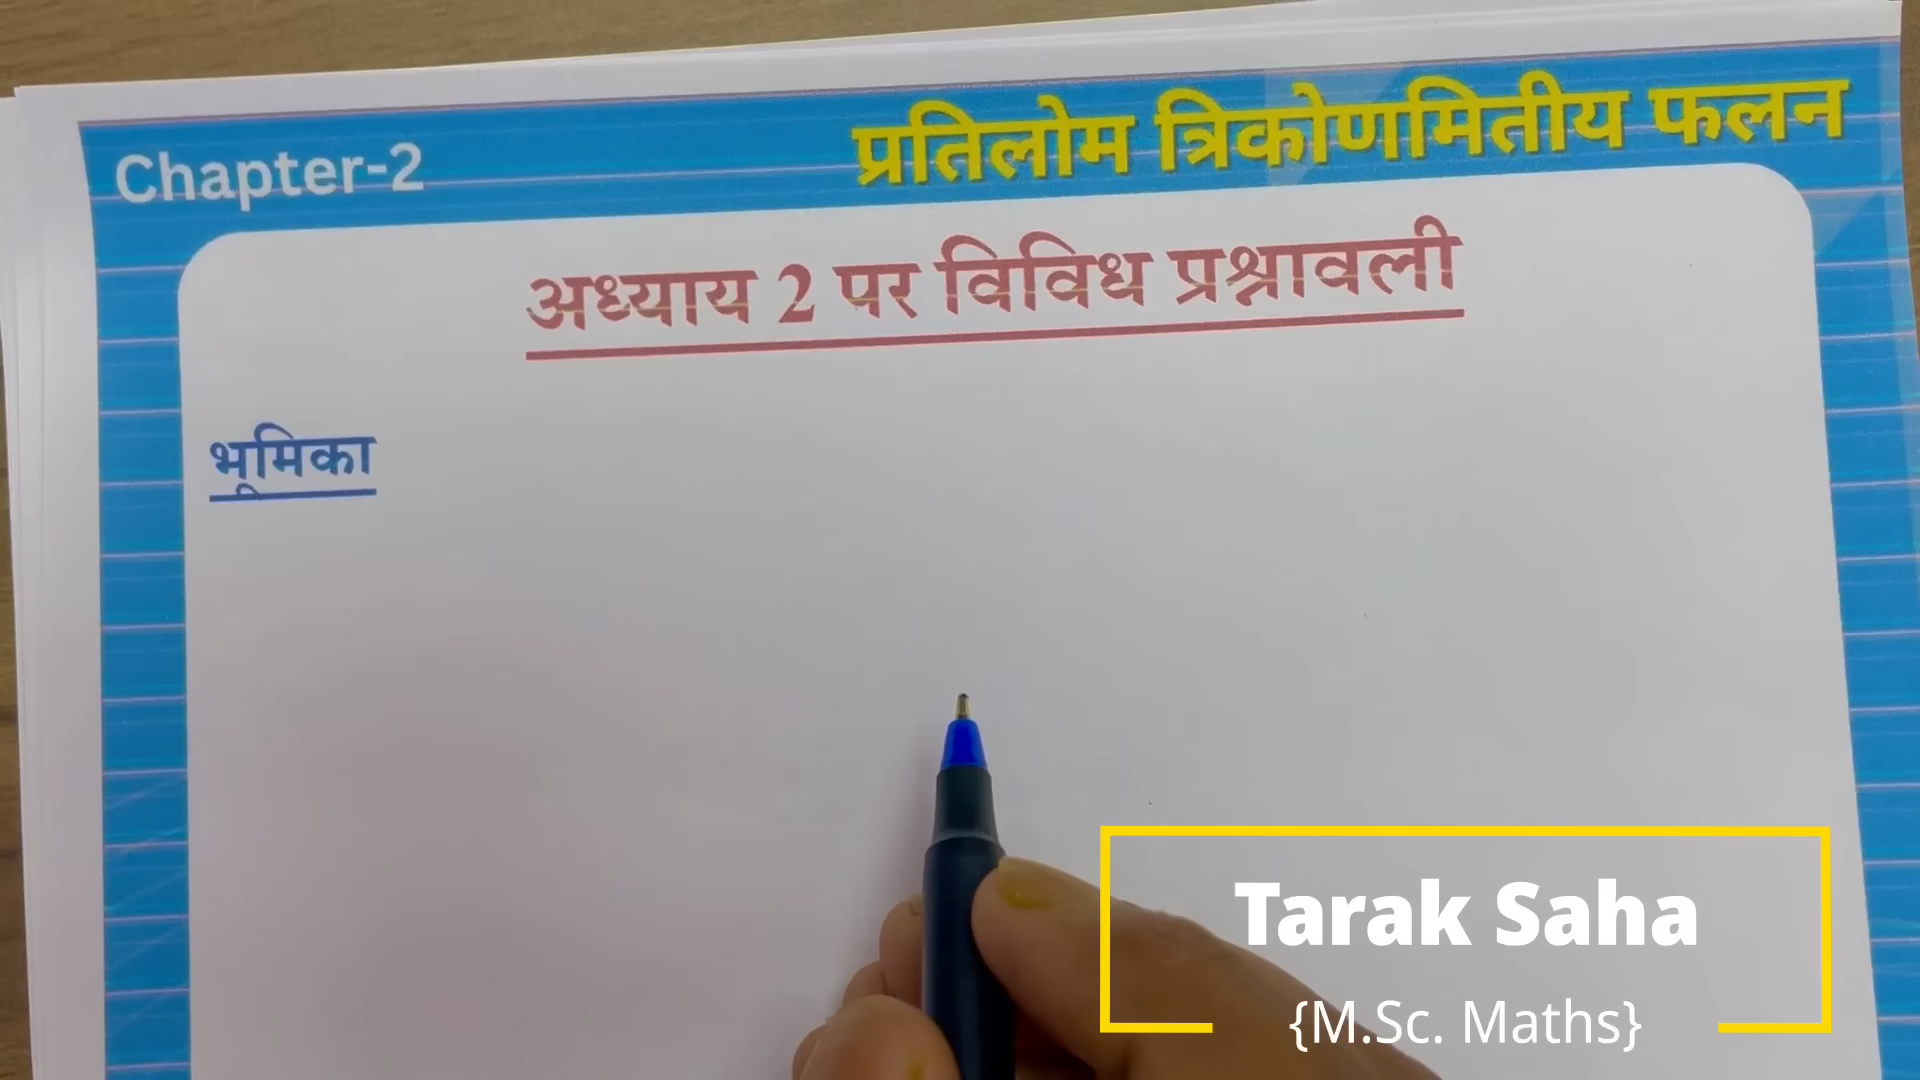 Chapter-2
प्रतिलोम त्रिकोणमितीय फलन
अध्याय 2 पर विविध प्रश्नावली
भूमिका
Tarak Saha
{M.Sc. Maths}